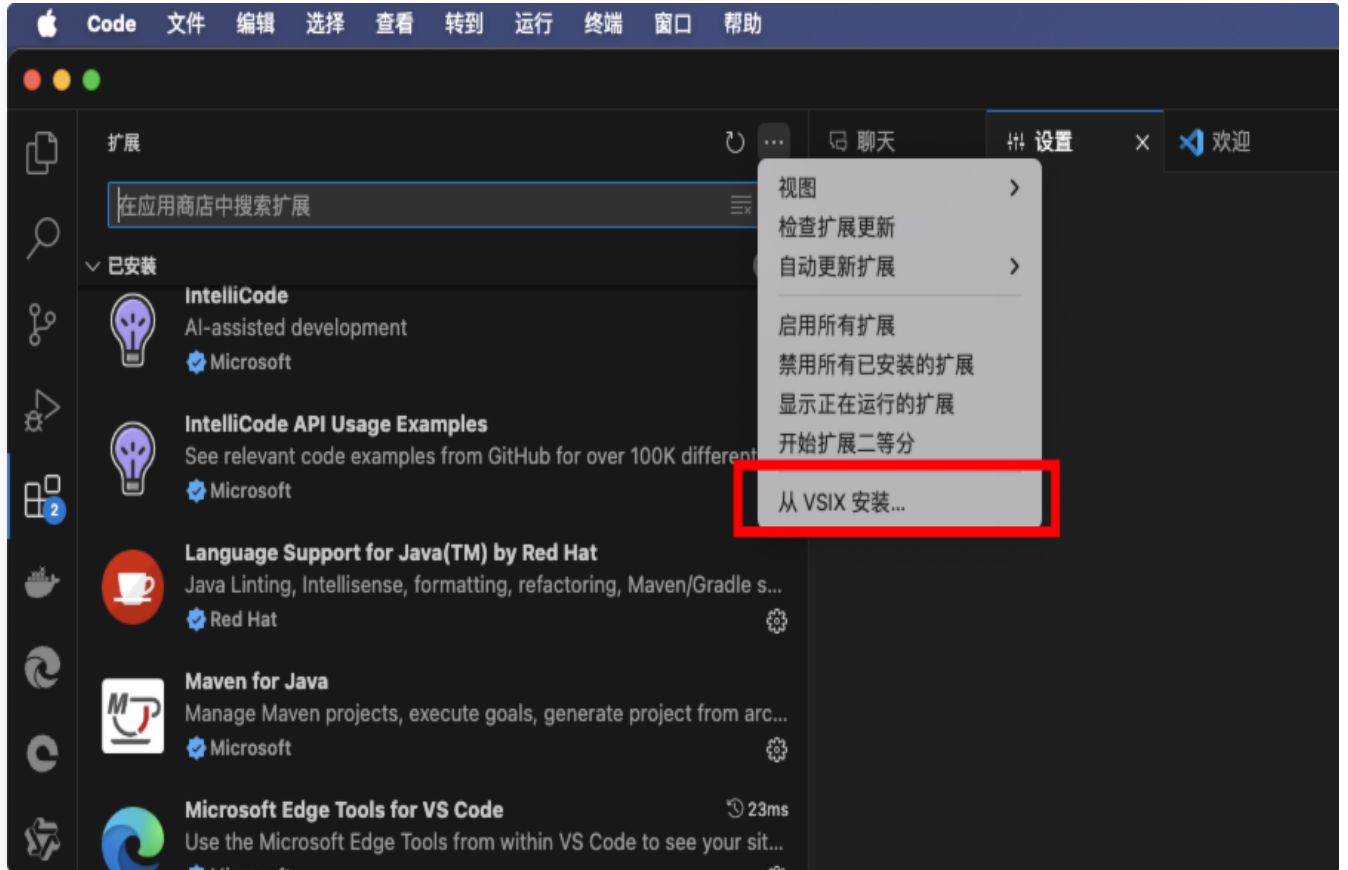 Code 文件 编辑 选择 查看 转到 运行 终端 窗口 帮助
扩展
聊天
设置
欢迎
在应用商店中搜索扩展
已安装
IntelliCode
AI-assisted development
Microsoft
IntelliCode API Usage Examples
See relevant code examples from GitHub for over 100K different
Microsoft
Language Support for Java(TM) by Red Hat
Java Linting, Intellisense, formatting, refactoring, Maven/Gradle s...
Red Hat
Maven for Java
Manage Maven projects, execute goals, generate project from arc...
Microsoft
Microsoft Edge Tools for VS Code
23ms
Use the Microsoft Edge Tools from within VS Code to see your sit...
视图
检查扩展更新
自动更新扩展
启用所有扩展
禁用所有已安装的扩展
显示正在运行的扩展
开始扩展二等分
从 VSIX 安装...
2